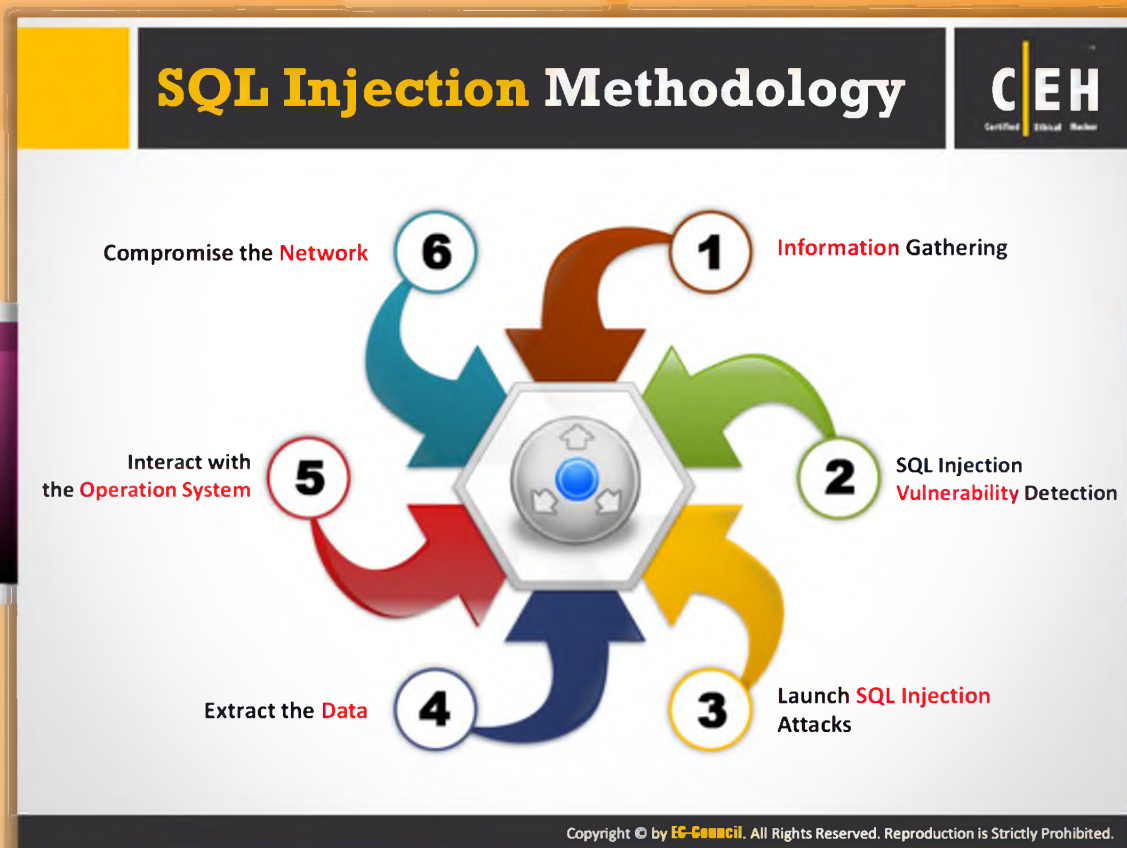 SQL Injection Methodology
CEH
Certified Ethical Hacker
1
Information Gathering
2
SQL Injection
Vulnerability Detection
3
Launch SQL Injection
Attacks
4
Extract the Data
5
Interact with
the Operation System
6
Compromise the Network
Copyright © by EC-Council. All Rights Reserved. Reproduction is Strictly Prohibited.